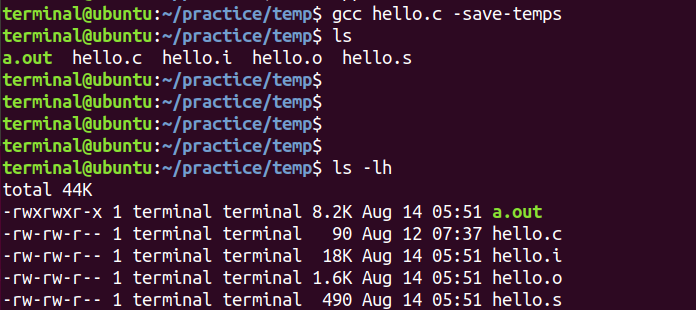 terminal@ubuntu:~/practice/temp$ gcc hello.c -save-temps
terminal@ubuntu:~/practice/temp$ ls
a.out  hello.c  hello.i  hello.o  hello.s
terminal@ubuntu:~/practice/temp$
terminal@ubuntu:~/practice/temp$
terminal@ubuntu:~/practice/temp$
terminal@ubuntu:~/practice/temp$
terminal@ubuntu:~/practice/temp$ ls -lh
total 44K
-rwxrwxr-x 1 terminal terminal 8.2K Aug 14 05:51 a.out
-rw-rw-r-- 1 terminal terminal   90 Aug 12 07:37 hello.c
-rw-rw-r-- 1 terminal terminal  18K Aug 14 05:51 hello.i
-rw-rw-r-- 1 terminal terminal 1.6K Aug 14 05:51 hello.o
-rw-rw-r-- 1 terminal terminal  490 Aug 14 05:51 hello.s